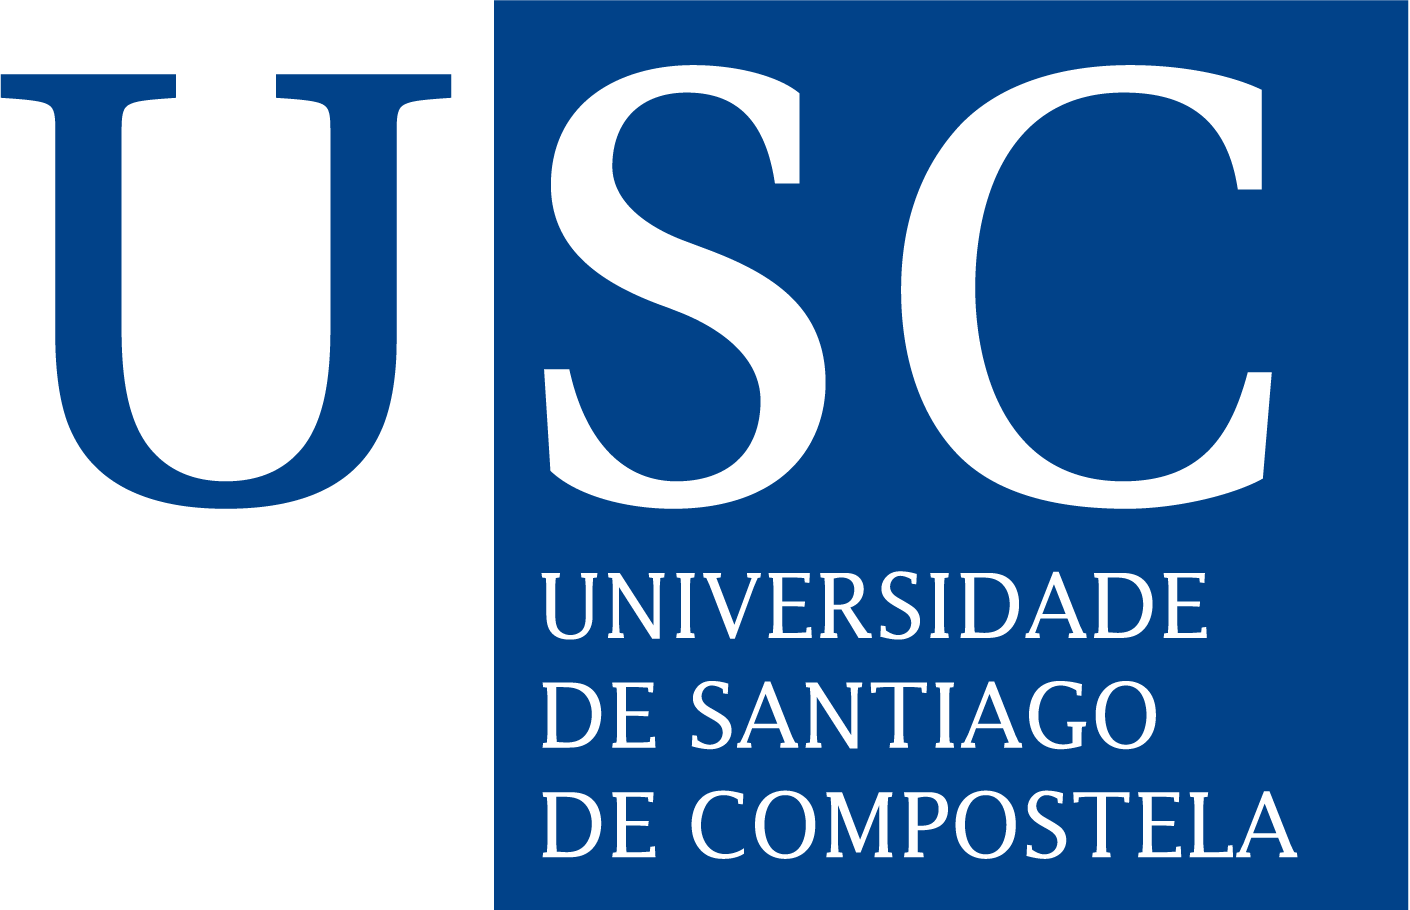 USC
UNIVERSIDADE
DE SANTIAGO
DE COMPOSTELA